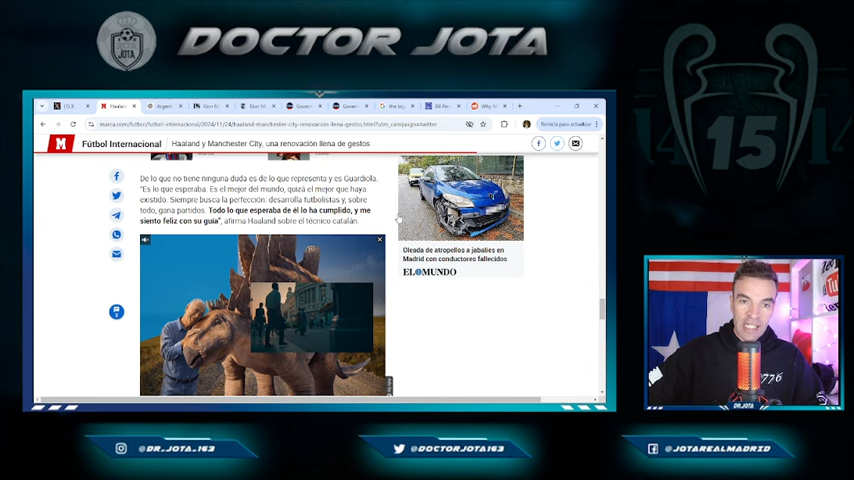 DOCTOR JOTA
15
marca.com/futbol/futbol-internacional/2024/11/24/haaland-manchester-city-renovacion-llena-gestos.html?utm_campaign=twitter
Fútbol Internacional
Haaland y Manchester City, una renovación llena de gestos
De lo que no tiene ninguna duda es de lo que representa y es Guardiola.
"Es lo que esperaba. Es el mejor del mundo, quizá el mejor que haya
existido. Siempre busca la perfección, desarrolla futbolistas y, sobre
todo, gana partidos. Todo lo que esperaba de él lo ha cumplido, y me
siento feliz con su guía", afirma Haaland sobre el técnico catalán.
Oleada de atropellos a jabalíes en
Madrid con conductores fallecidos
EL MUNDO
1776
DR.JOTA
@DR.JOTA_163
@DOCTORJOTA163
@JOTAREALMADRID